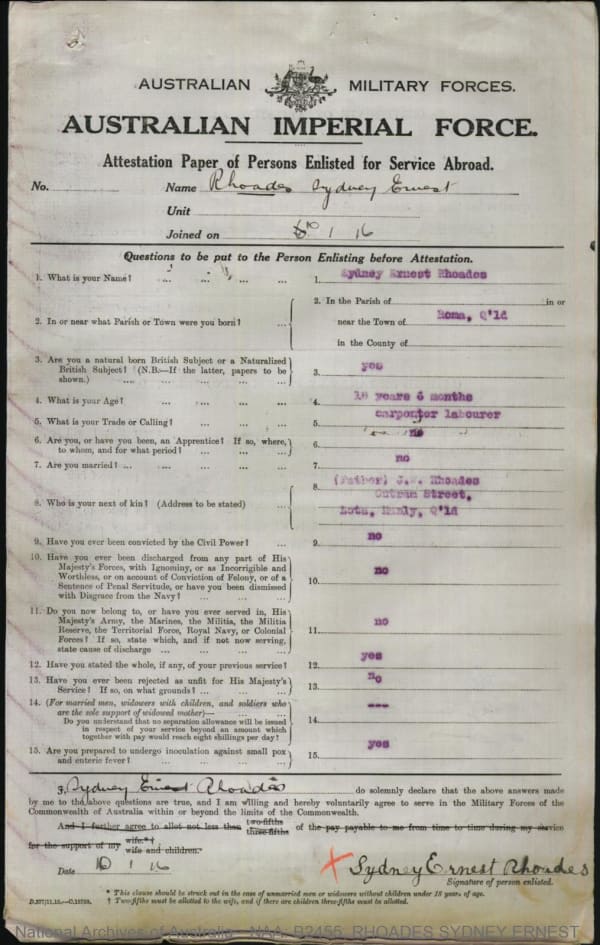 AUSTRALIAN MILITARY FORCES.
AUSTRALIAN IMPERIAL FORCE.
Attestation Paper of Persons Enlisted for Service Abroad.
No. Name Rhoades Sydney Ernest
Unit
Joined on 1 16
Questions to be put to the Person Enlisting before Attestation.
1. What is your Name? ... ... ... ... 1. Sydney Ernest Rhoades
2. In or near what Parish or Town were you born? ... 2. In the Parish of in or
near the Town of Roma, Q'ld
in the County of
3. Are you a natural born British Subject or a Naturalized
British Subject? (N.B.—If the latter, papers to be
shown.) .... ... ... ... 3. yes
4. What is your Age? ... ... ... ... 4. 18 years 6 months
5. What is your Trade or Calling? ... ... ... 5. carpenter labourer
6. Are you, or have you been, an Apprentice? If so, where,
to whom, and for what period? ... ... ... 6. no
7. Are you married? ... ... ... ... ... 7. no
8. Who is your next of kin? (Address to be stated) ... 8. (Father) J.W. Rhoades
Outram Street,
Lota, Manly, Q'ld
9. Have you ever been convicted by the Civil Power? ... 9. no
10. Have you ever been discharged from any part of His
Majesty's Forces, with Ignominy, or as Incorrigible and
Worthless, or on account of Conviction of Felony, or of a
Sentence of Penal Servitude, or have you been dismissed
with Disgrace from the Navy? ... ... ... 10. no
11. Do you now belong to, or have you ever served in, His
Majesty's Army, the Marines, the Militia, the Militia
Reserve, the Territorial Force, Royal Navy, or Colonial
Forces? If so, state which, and if not now serving,
state cause of discharge ... ... ... ... 11. no
12. Have you stated the whole, if any, of your previous service? 12. yes
13. Have you ever been rejected as unfit for His Majesty's
Service? If so, on what grounds? ... ... ... 13. no
14. (For married men, widowers with children, and soldiers who
are the sole support of widowed mother)— ... ...
Do you understand that no separation allowance will be issued
in respect of your service beyond an amount which
together with pay would reach eight shillings per day? 14. ---
15. Are you prepared to undergo inoculation against small pox
and enteric fever? ... ... ... ... 15. yes
I, Sydney Ernest Rhoades do solemnly declare that the above answers made
by me to the above questions are true, and I am willing and hereby voluntarily agree to serve in the Military Forces of the
Commonwealth of Australia within or beyond the limits of the Commonwealth.
And I further agree to allot not less than two-fifths three-fifths of the pay payable to me from time to time during my service
for the support of my wife.*† wife and children.*
Date 10 1 16 Sydney Ernest Rhoades
Signature of person enlisted.
* This clause should be struck out in the case of unmarried men or widowers without children under 18 years of age.
† Two-fifths must be allotted to the wife, and if there are children three-fifths must be allotted.
National Archives of Australia NAA: B2455, RHOADES SYDNEY ERNEST